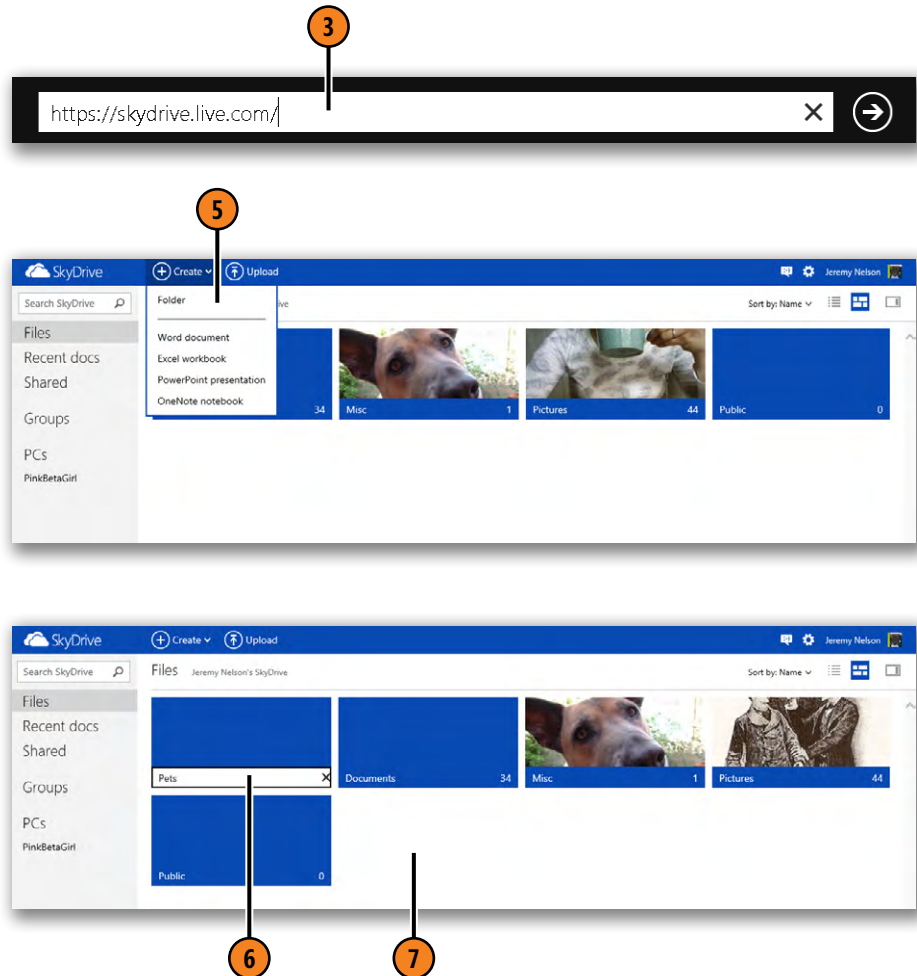 3
https://skydrive.live.com/
5
SkyDrive Create Upload Jeremy Nelson
Search SkyDrive Folder ive Sort by: Name
Files
Word document
Recent docs
Excel workbook
Shared
PowerPoint presentation
OneNote notebook
34 Misc 1 Pictures 44 Public 0
Groups
PCs
PinkBetaGirl
SkyDrive Create Upload Jeremy Nelson
Search SkyDrive Files Jeremy Nelson's SkyDrive Sort by: Name
Files
Recent docs
Shared
Pets Documents 34 Misc 1 Pictures 44
Groups
PCs
PinkBetaGirl
Public 0
6 7